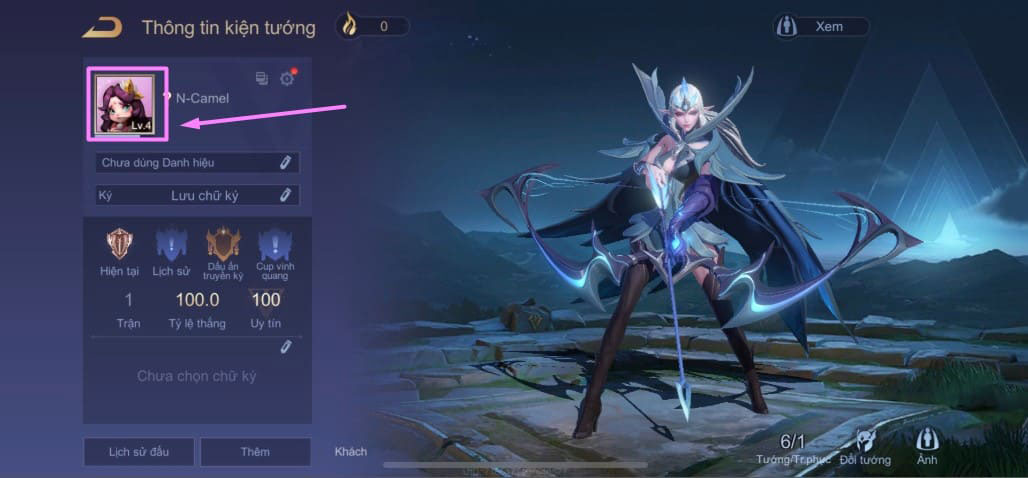 Thông tin kiện tướng
0
Xem
N-Camel
Lv.4
Chưa dùng Danh hiệu
Ký
Lưu chữ ký
Hiện tại
Lịch sử
Dấu ấn
truyền kỳ
Cup vinh
quang
1
100.0
100
Trận
Tỷ lệ thắng
Uy tín
Chưa chọn chữ ký
Lịch sử đấu
Thêm
Khách
6/1
Tướng/Tr.phục
Đổi tướng
Ảnh